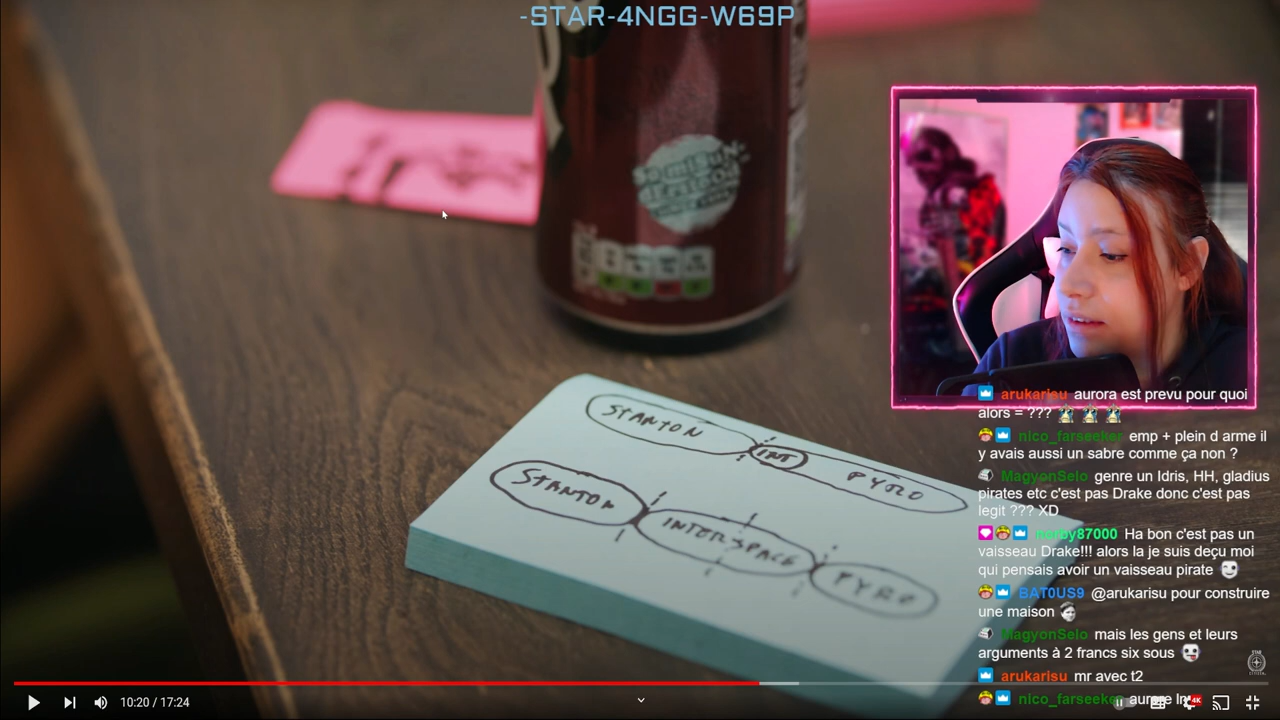 -STAR-4NGG-W69P
STANTON
INT
PYRO
STANTON
INTERSPACE
PYRO
arukarisu aurora est prevu pour quoi
alors = ???
nico_farseeker emp + plein d arme il
y avais aussi un sabre comme ça non ?
MagyonSelo genre un Idris, HH, gladius
pirates etc c'est pas Drake donc c'est pas
legit ??? XD
norby87000 Ha bon c'est pas un
vaisseau Drake!!! alors la je suis deçu moi
qui pensais avoir un vaisseau pirate
BAT0US9 @arukarisu pour construire
une maison
MagyonSelo mais les gens et leurs
arguments à 2 francs six sous
arukarisu mr avec t2
nico_farseeker aurore
10:20 / 17:24
4K